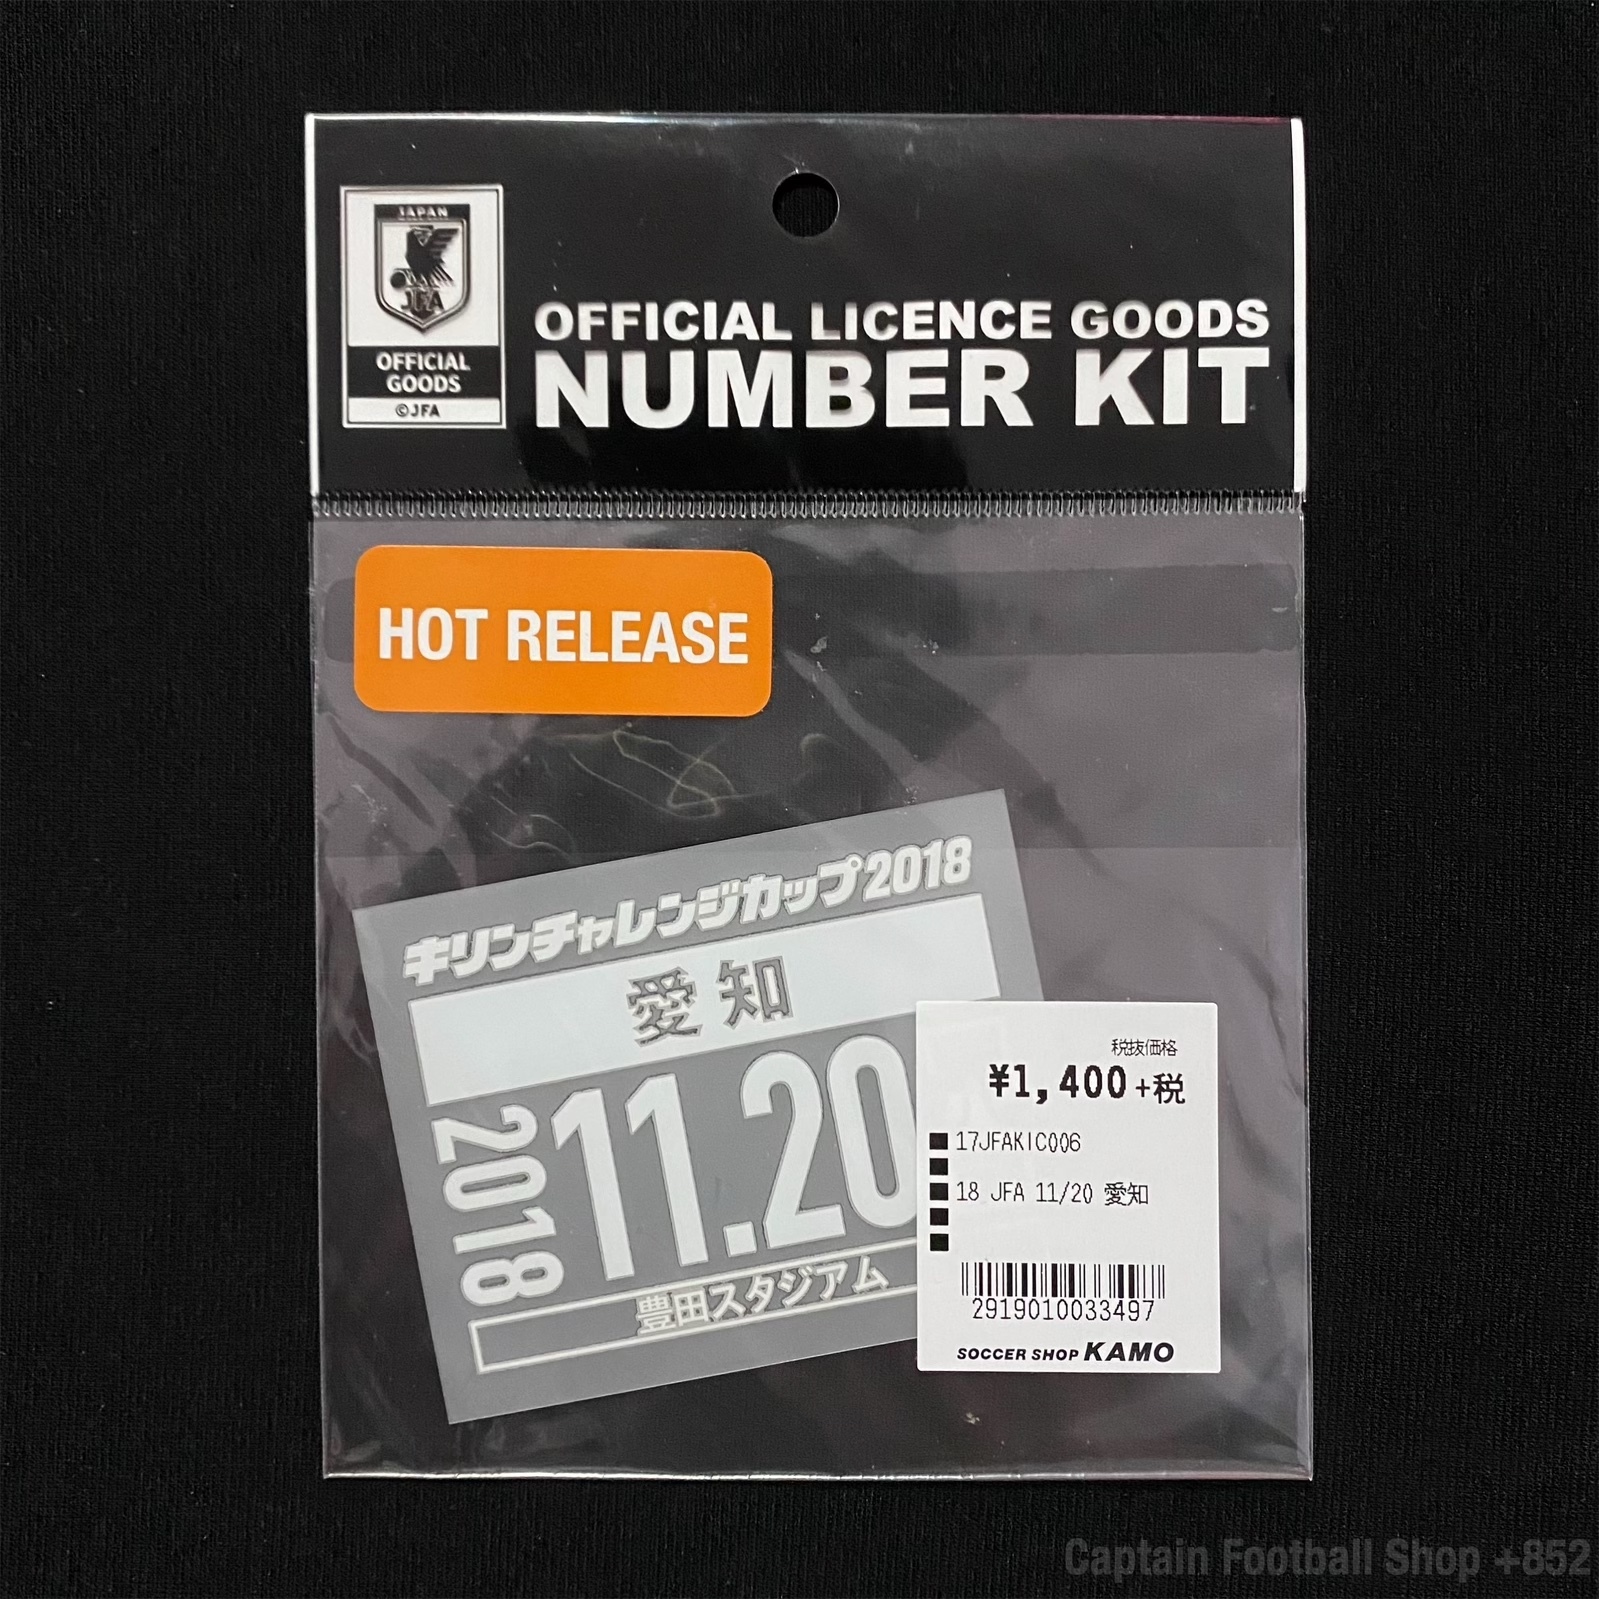 JAPAN
JFA
OFFICIAL
GOODS
©JFA
OFFICIAL LICENCE GOODS
NUMBER KIT
HOT RELEASE
キリンチャレンジカップ2018
愛知
2018
11.20
豊田スタジアム
税抜価格
¥1,400+税
17JFAKIC006
18 JFA 11/20 愛知
2919010033497
SOCCER SHOP KAMO
Captain Football Shop +852